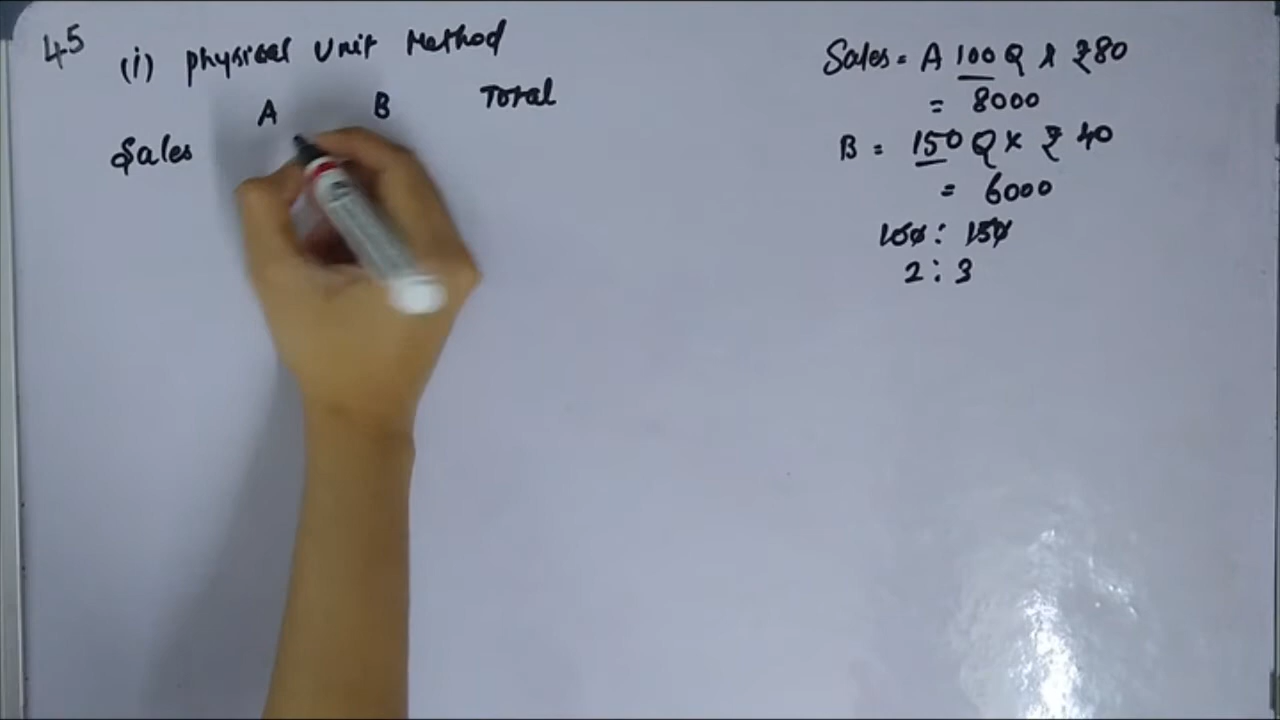 45
(i) Physical Unit Method
A B Total
Sales
Sales = A 100 Q x ₹80
= 8000
B = 150 Q x ₹ 40
= 6000
100 : 150
2 : 3